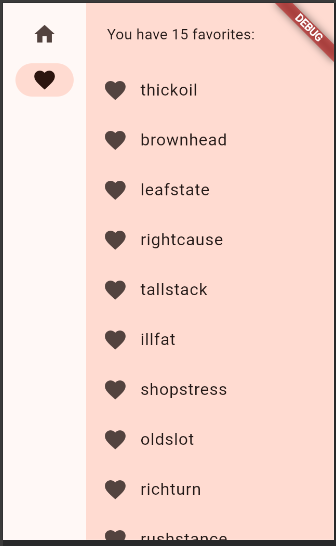 You have 15 favorites:
DEBUG
thickoil
brownhead
leafstate
rightcause
tallstack
illfat
shopstress
oldslot
richturn
rushstance